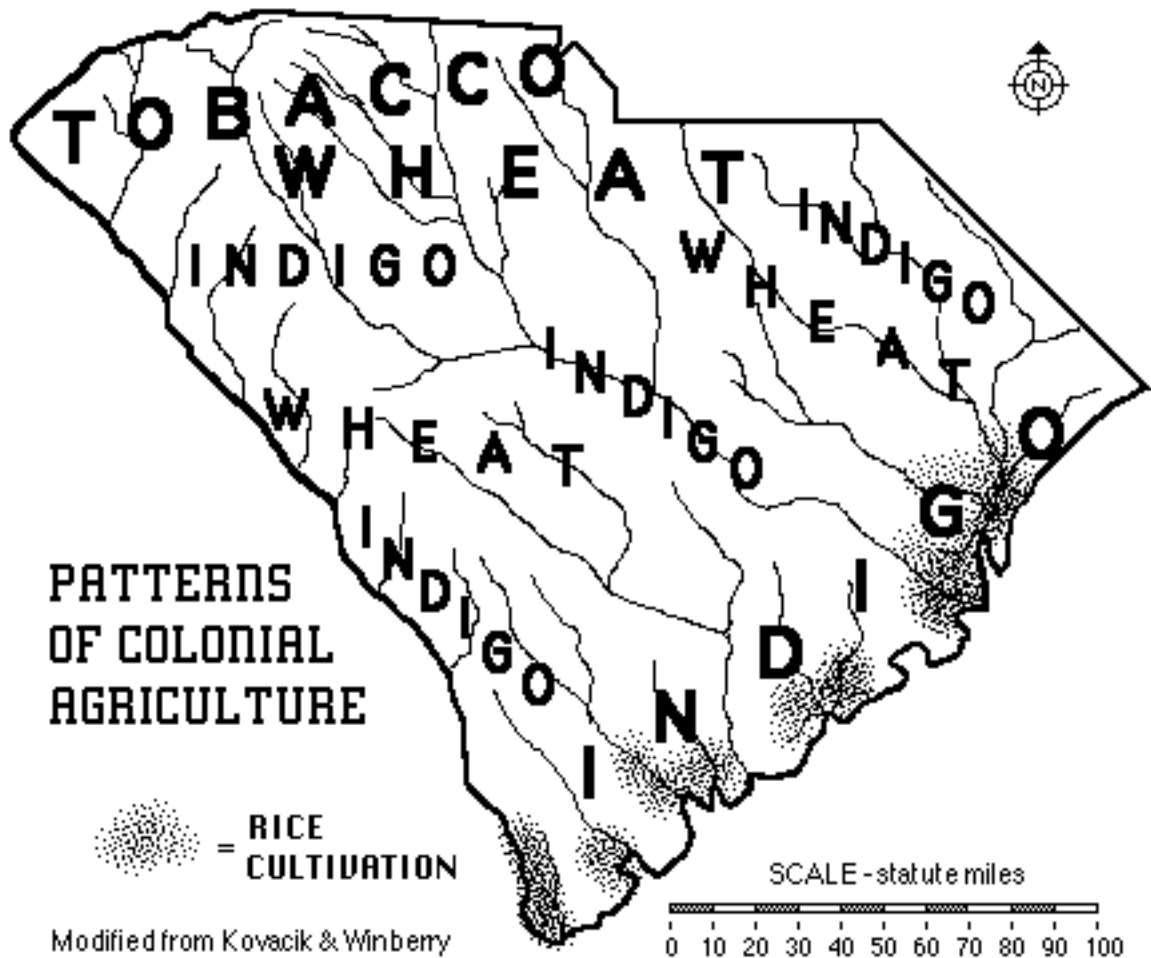 N
TOBACCO
WHEAT
INDIGO
WHEAT
INDIGO
INDIGO
WHEAT
INDIGO
INDIGO
PATTERNS
OF COLONIAL
AGRICULTURE
= RICE
CULTIVATION
SCALE - statute miles
0 10 20 30 40 50 60 70 80 90 100
Modified from Kovacik & Winberry